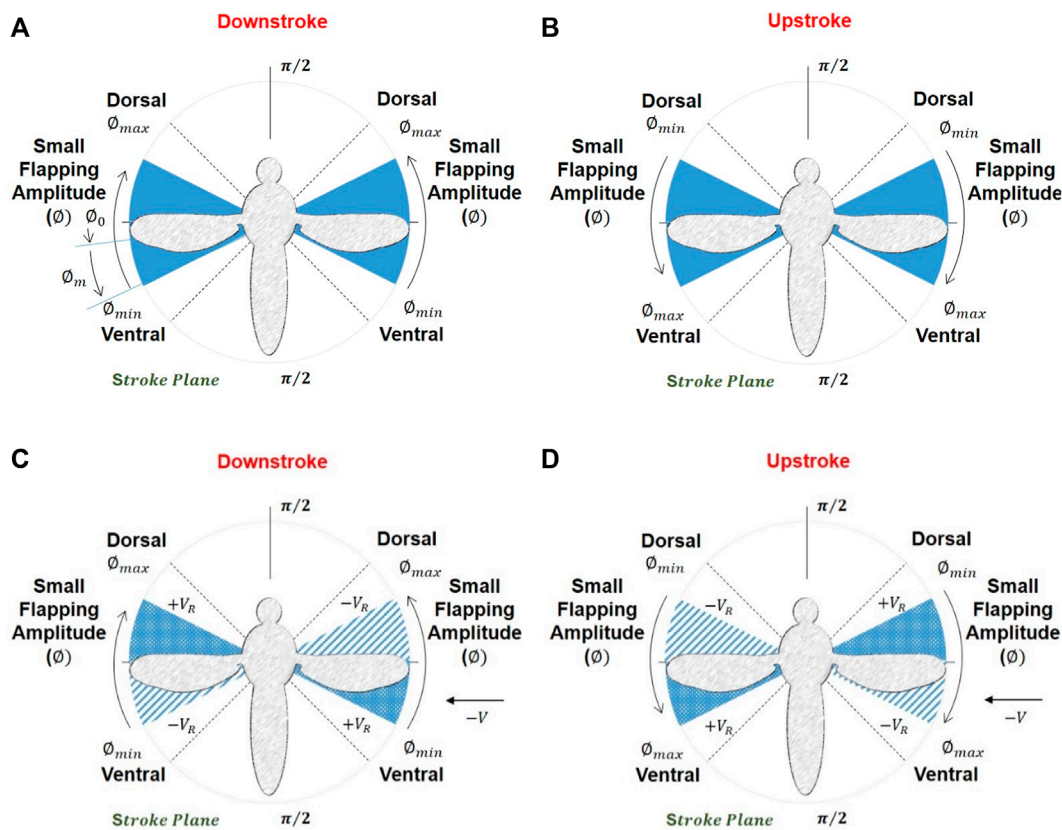 A
Downstroke
π/2
Dorsal
Ø_max
Dorsal
Ø_max
Small
Flapping
Amplitude
(Ø)
Small
Flapping
Amplitude
(Ø)
Ø_0
Ø_m
Ø_min
Ventral
Ø_min
Ventral
Stroke Plane
π/2
B
Upstroke
π/2
Dorsal
Ø_min
Dorsal
Ø_min
Small
Flapping
Amplitude
(Ø)
Small
Flapping
Amplitude
(Ø)
Ø_max
Ventral
Ø_max
Ventral
Stroke Plane
π/2
C
Downstroke
π/2
Dorsal
Ø_max
Dorsal
Ø_max
+V_R
−V_R
Small
Flapping
Amplitude
(Ø)
Small
Flapping
Amplitude
(Ø)
−V_R
+V_R
−V
Ø_min
Ventral
Ø_min
Ventral
Stroke Plane
π/2
D
Upstroke
π/2
Dorsal
Ø_min
Dorsal
Ø_min
−V_R
+V_R
Small
Flapping
Amplitude
(Ø)
Small
Flapping
Amplitude
(Ø)
+V_R
−V_R
−V
Ø_max
Ventral
Ø_max
Ventral
Stroke Plane
π/2